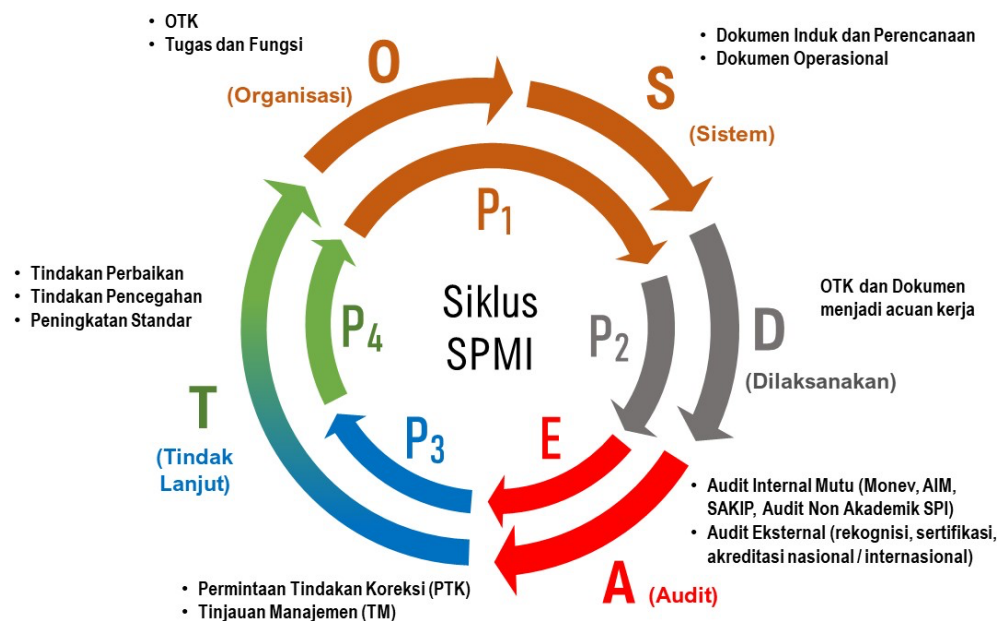 • OTK
• Tugas dan Fungsi
O
(Organisasi)
• Dokumen Induk dan Perencanaan
• Dokumen Operasional
S
(Sistem)
P1
• Tindakan Perbaikan
• Tindakan Pencegahan
• Peningkatan Standar
P4
Siklus
SPMI
P2
OTK dan Dokumen
menjadi acuan kerja
D
(Dilaksanakan)
T
(Tindak
Lanjut)
P3
E
• Audit Internal Mutu (Monev, AIM,
SAKIP, Audit Non Akademik SPI)
• Audit Eksternal (rekognisi, sertifikasi,
akreditasi nasional / internasional)
A (Audit)
• Permintaan Tindakan Koreksi (PTK)
• Tinjauan Manajemen (TM)